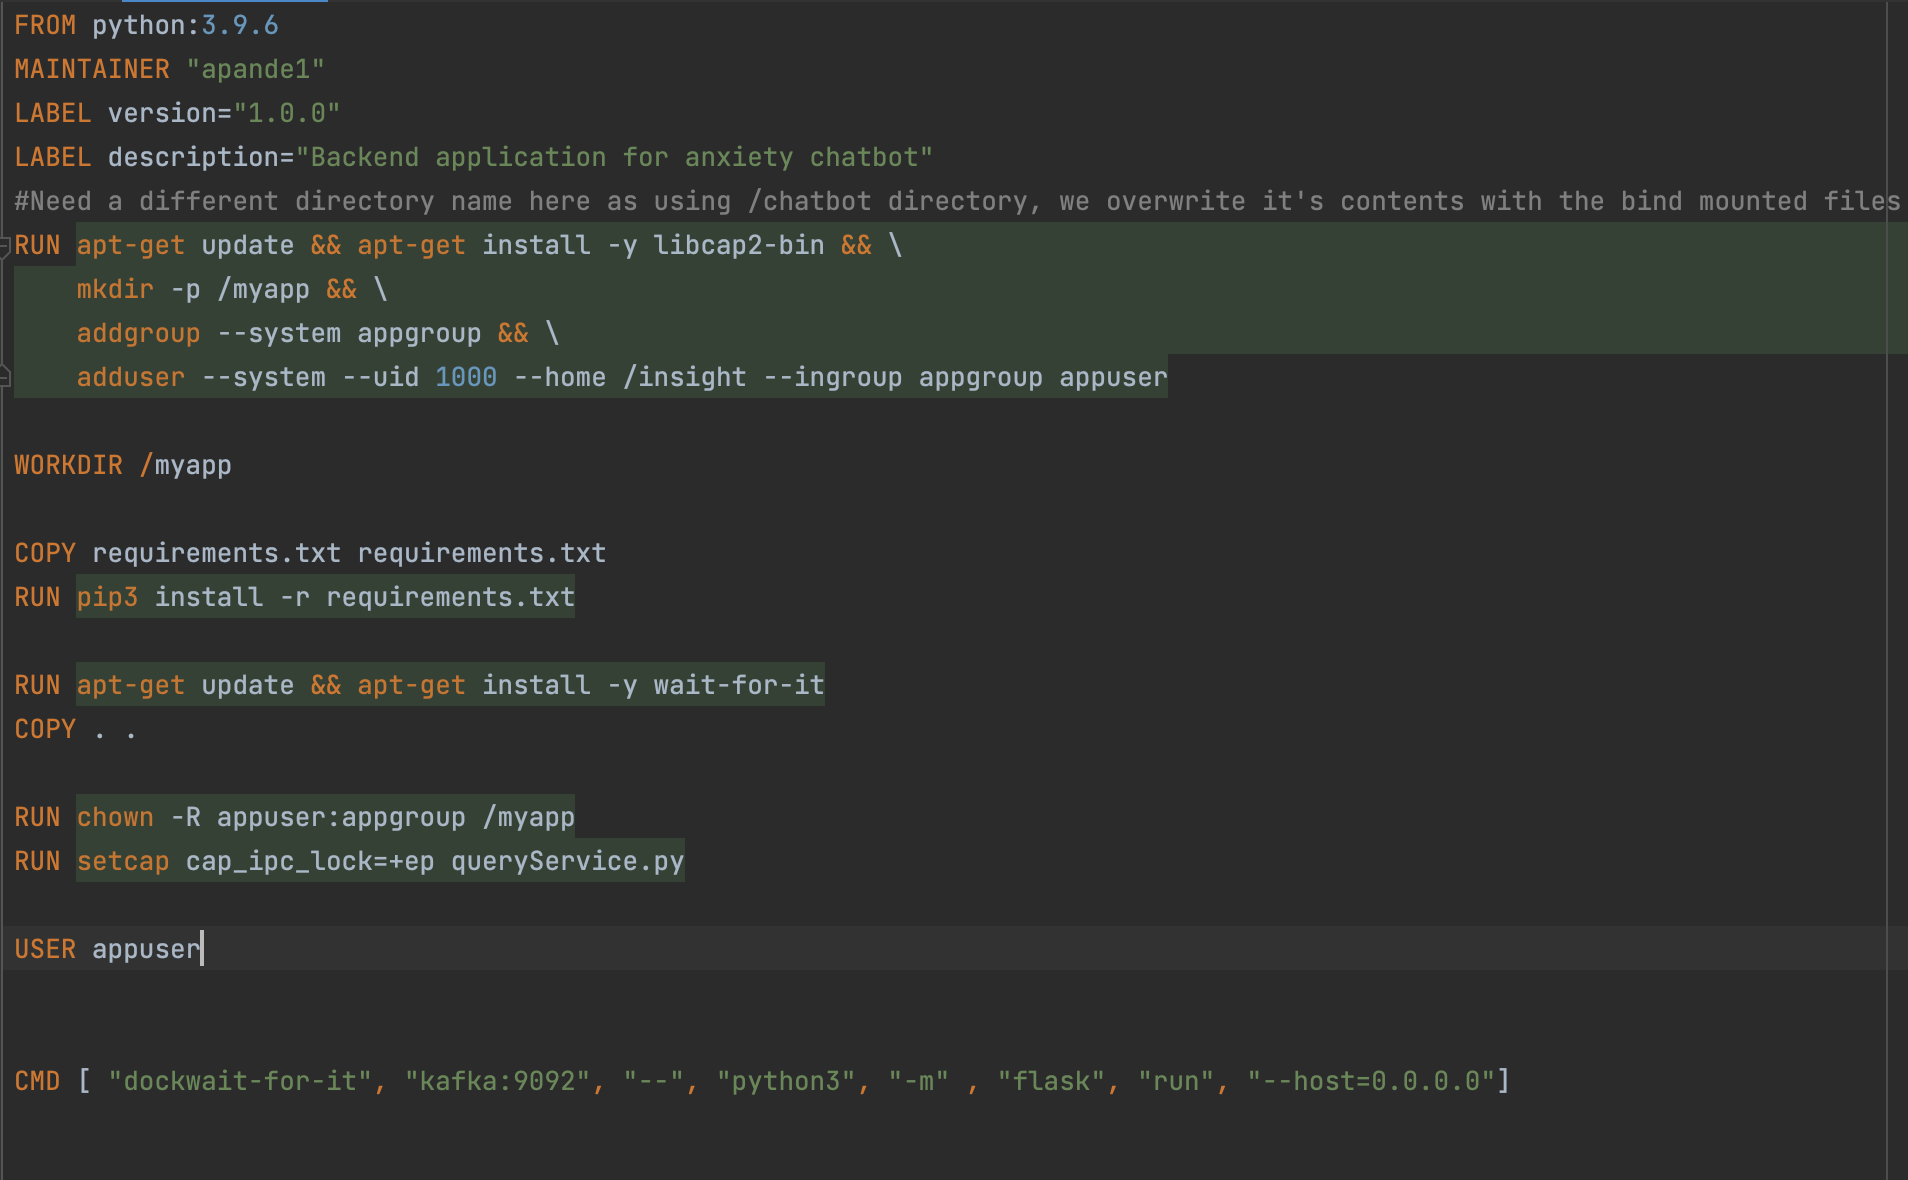 FROM python:3.9.6
MAINTAINER "apande1"
LABEL version="1.0.0"
LABEL description="Backend application for anxiety chatbot"
#Need a different directory name here as using /chatbot directory, we overwrite it's contents with the bind mounted files
RUN apt-get update && apt-get install -y libcap2-bin && \
    mkdir -p /myapp && \
    addgroup --system appgroup && \
    adduser --system --uid 1000 --home /insight --ingroup appgroup appuser
WORKDIR /myapp
COPY requirements.txt requirements.txt
RUN pip3 install -r requirements.txt
RUN apt-get update && apt-get install -y wait-for-it
COPY . .
RUN chown -R appuser:appgroup /myapp
RUN setcap cap_ipc_lock=+ep queryService.py
USER appuser
CMD [ "dockwait-for-it", "kafka:9092", "--", "python3", "-m" , "flask", "run", "--host=0.0.0.0"]